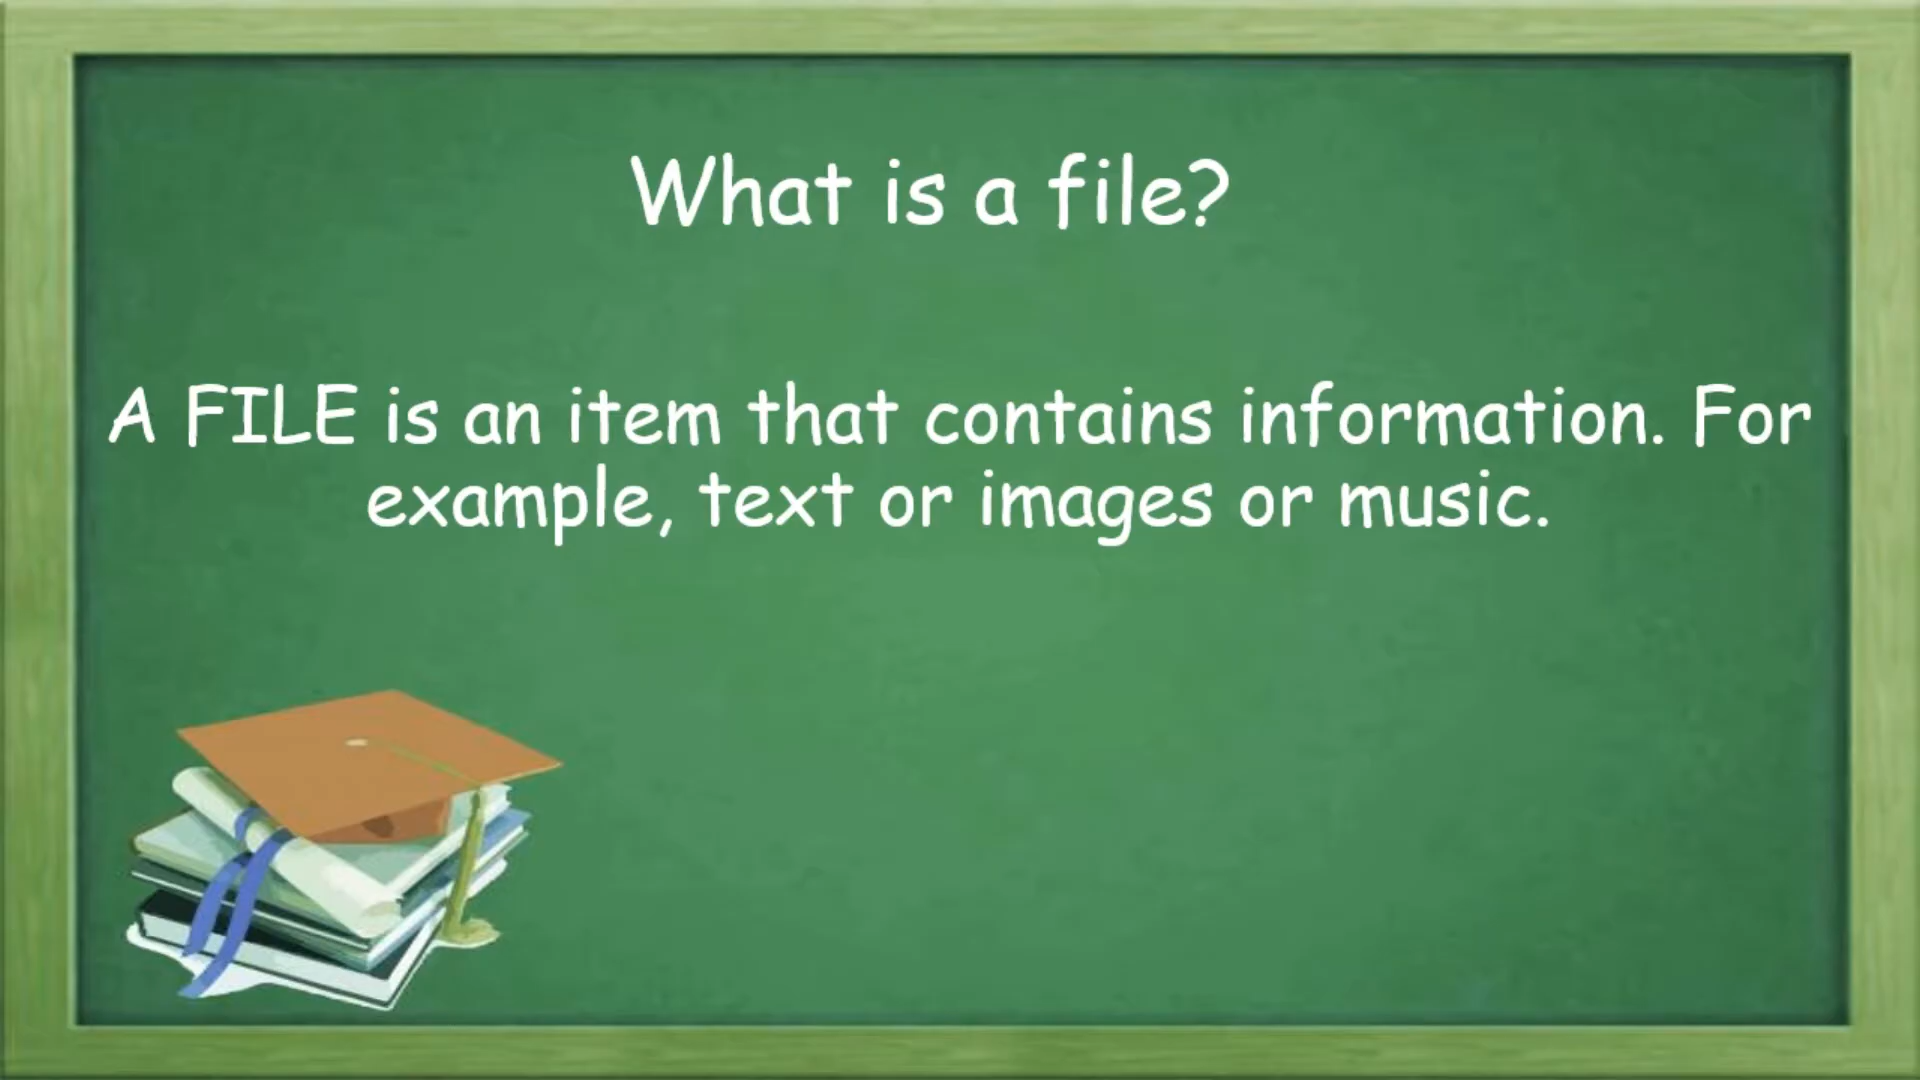 What is a file?
A FILE is an item that contains information. For
example, text or images or music.